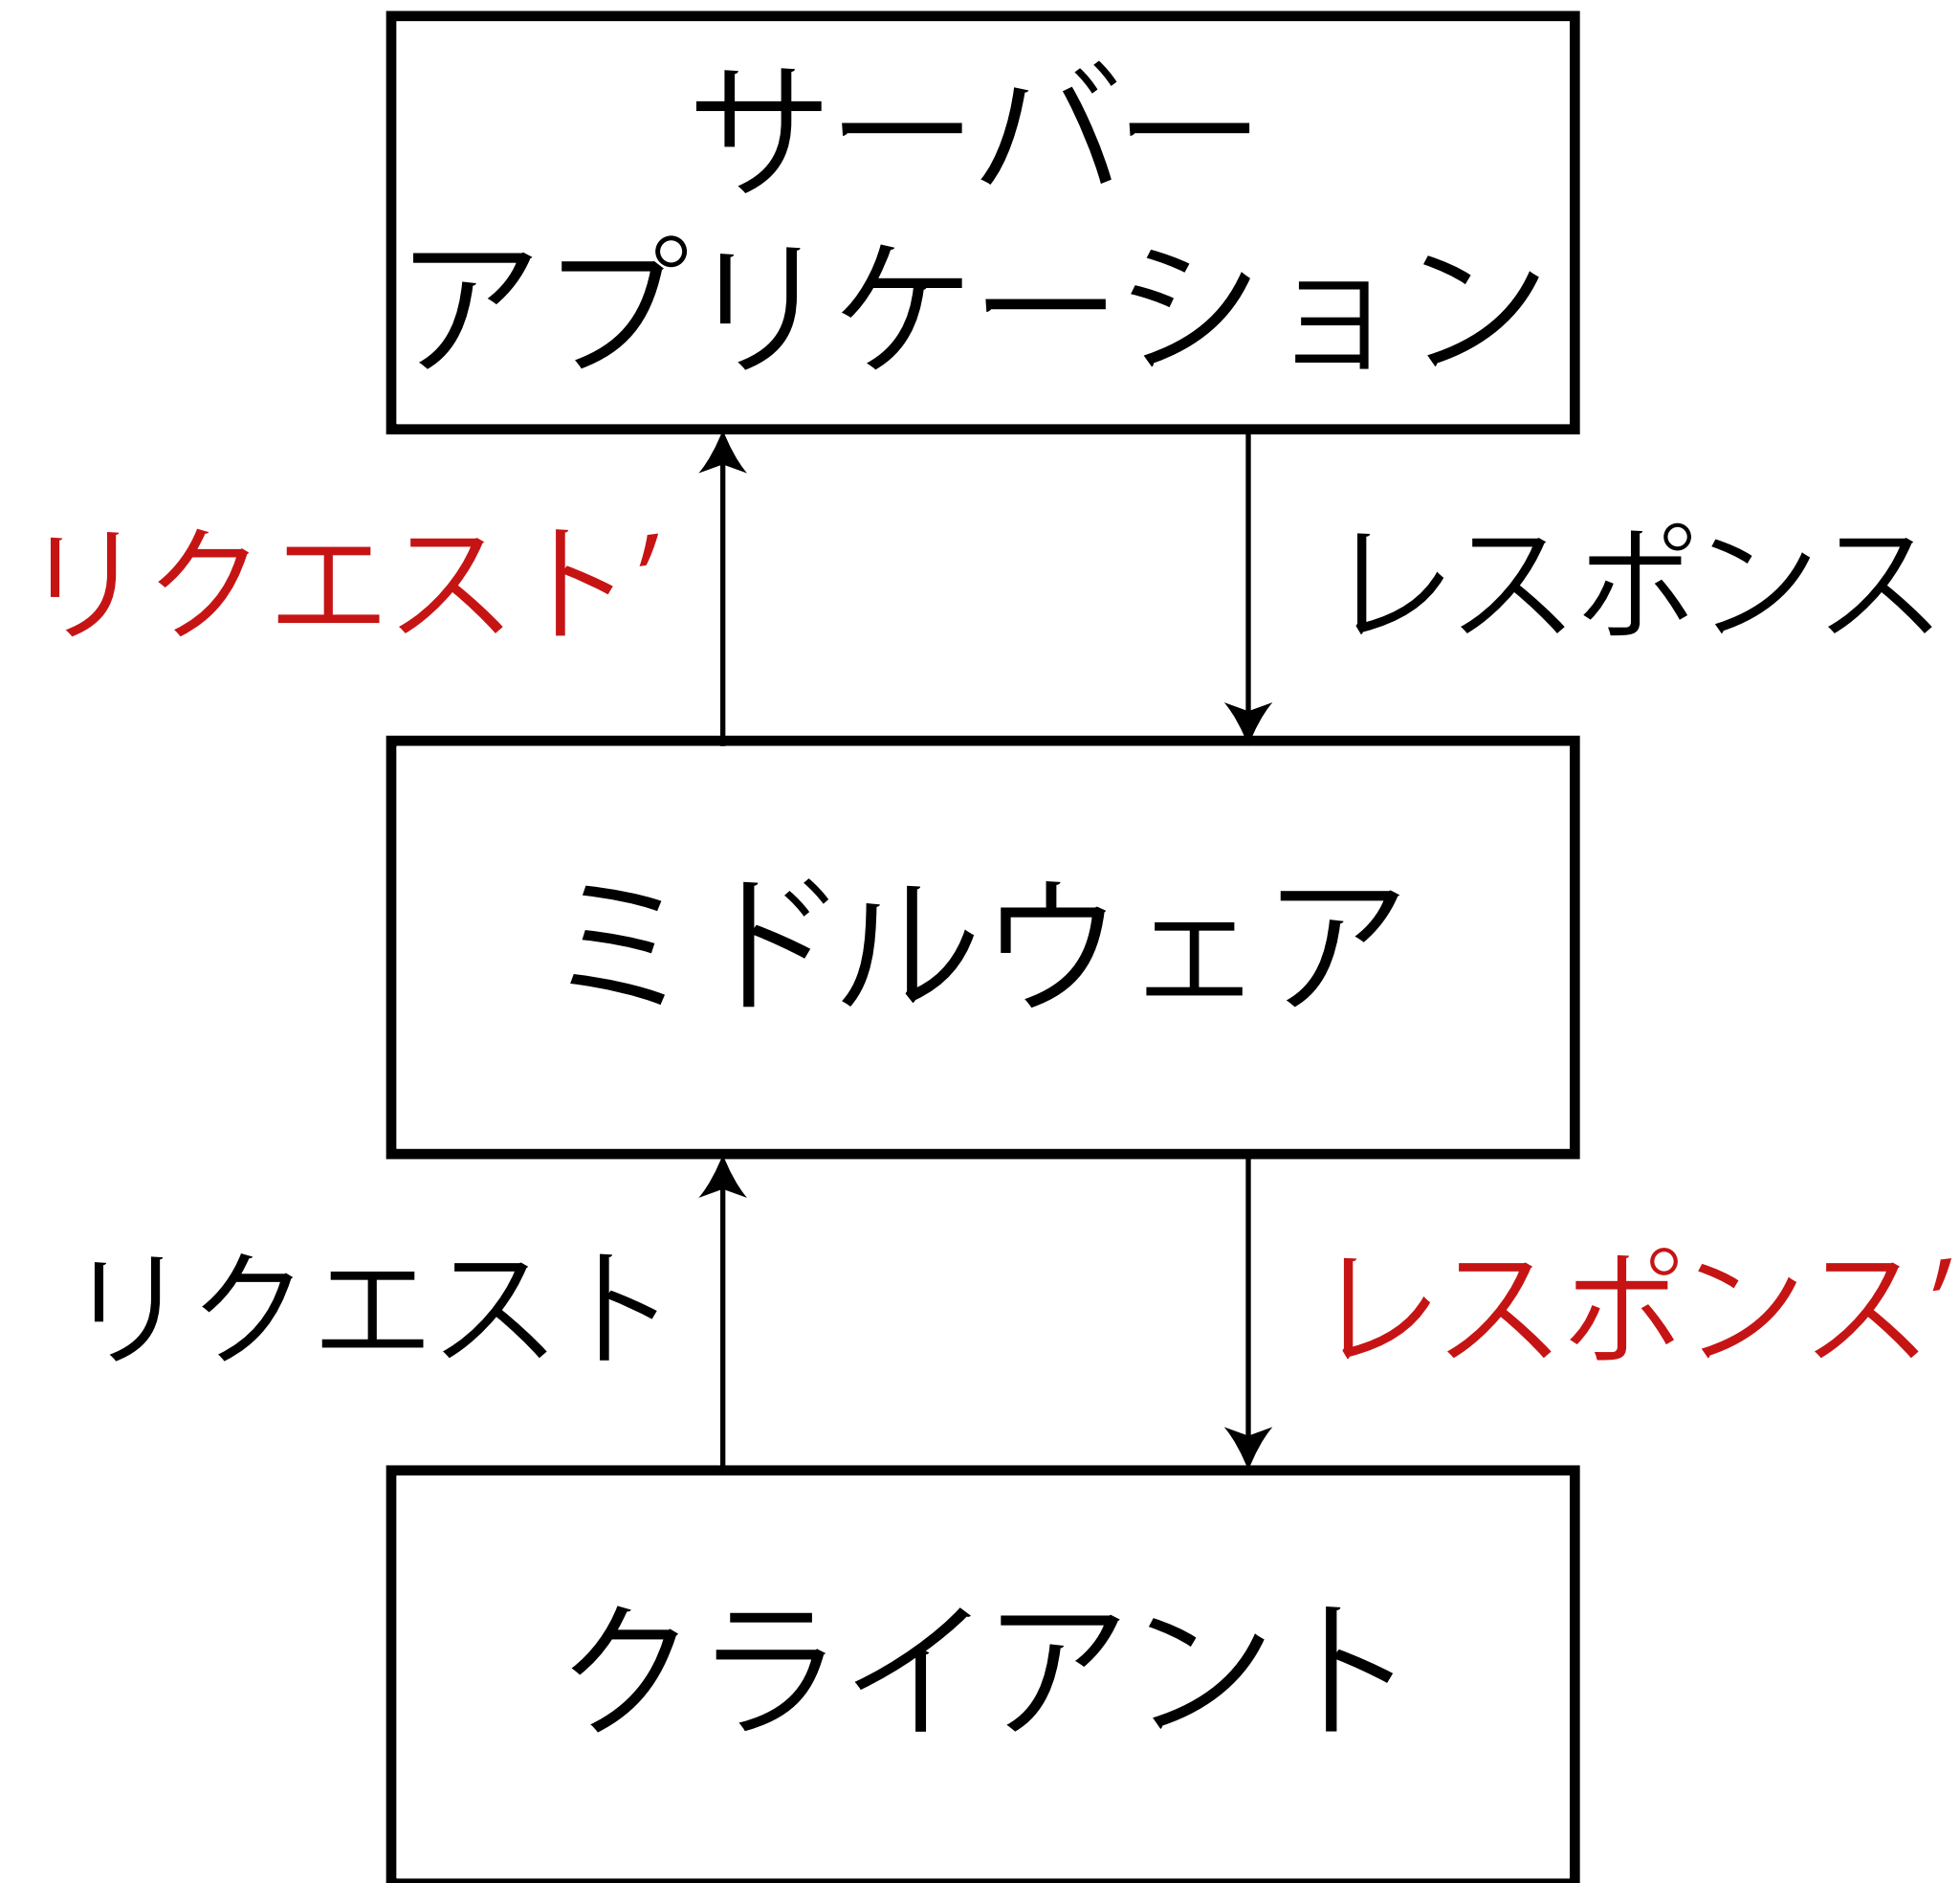 サーバー
アプリケーション
リクエスト′
レスポンス
ミドルウェア
リクエスト
レスポンス′
クライアント